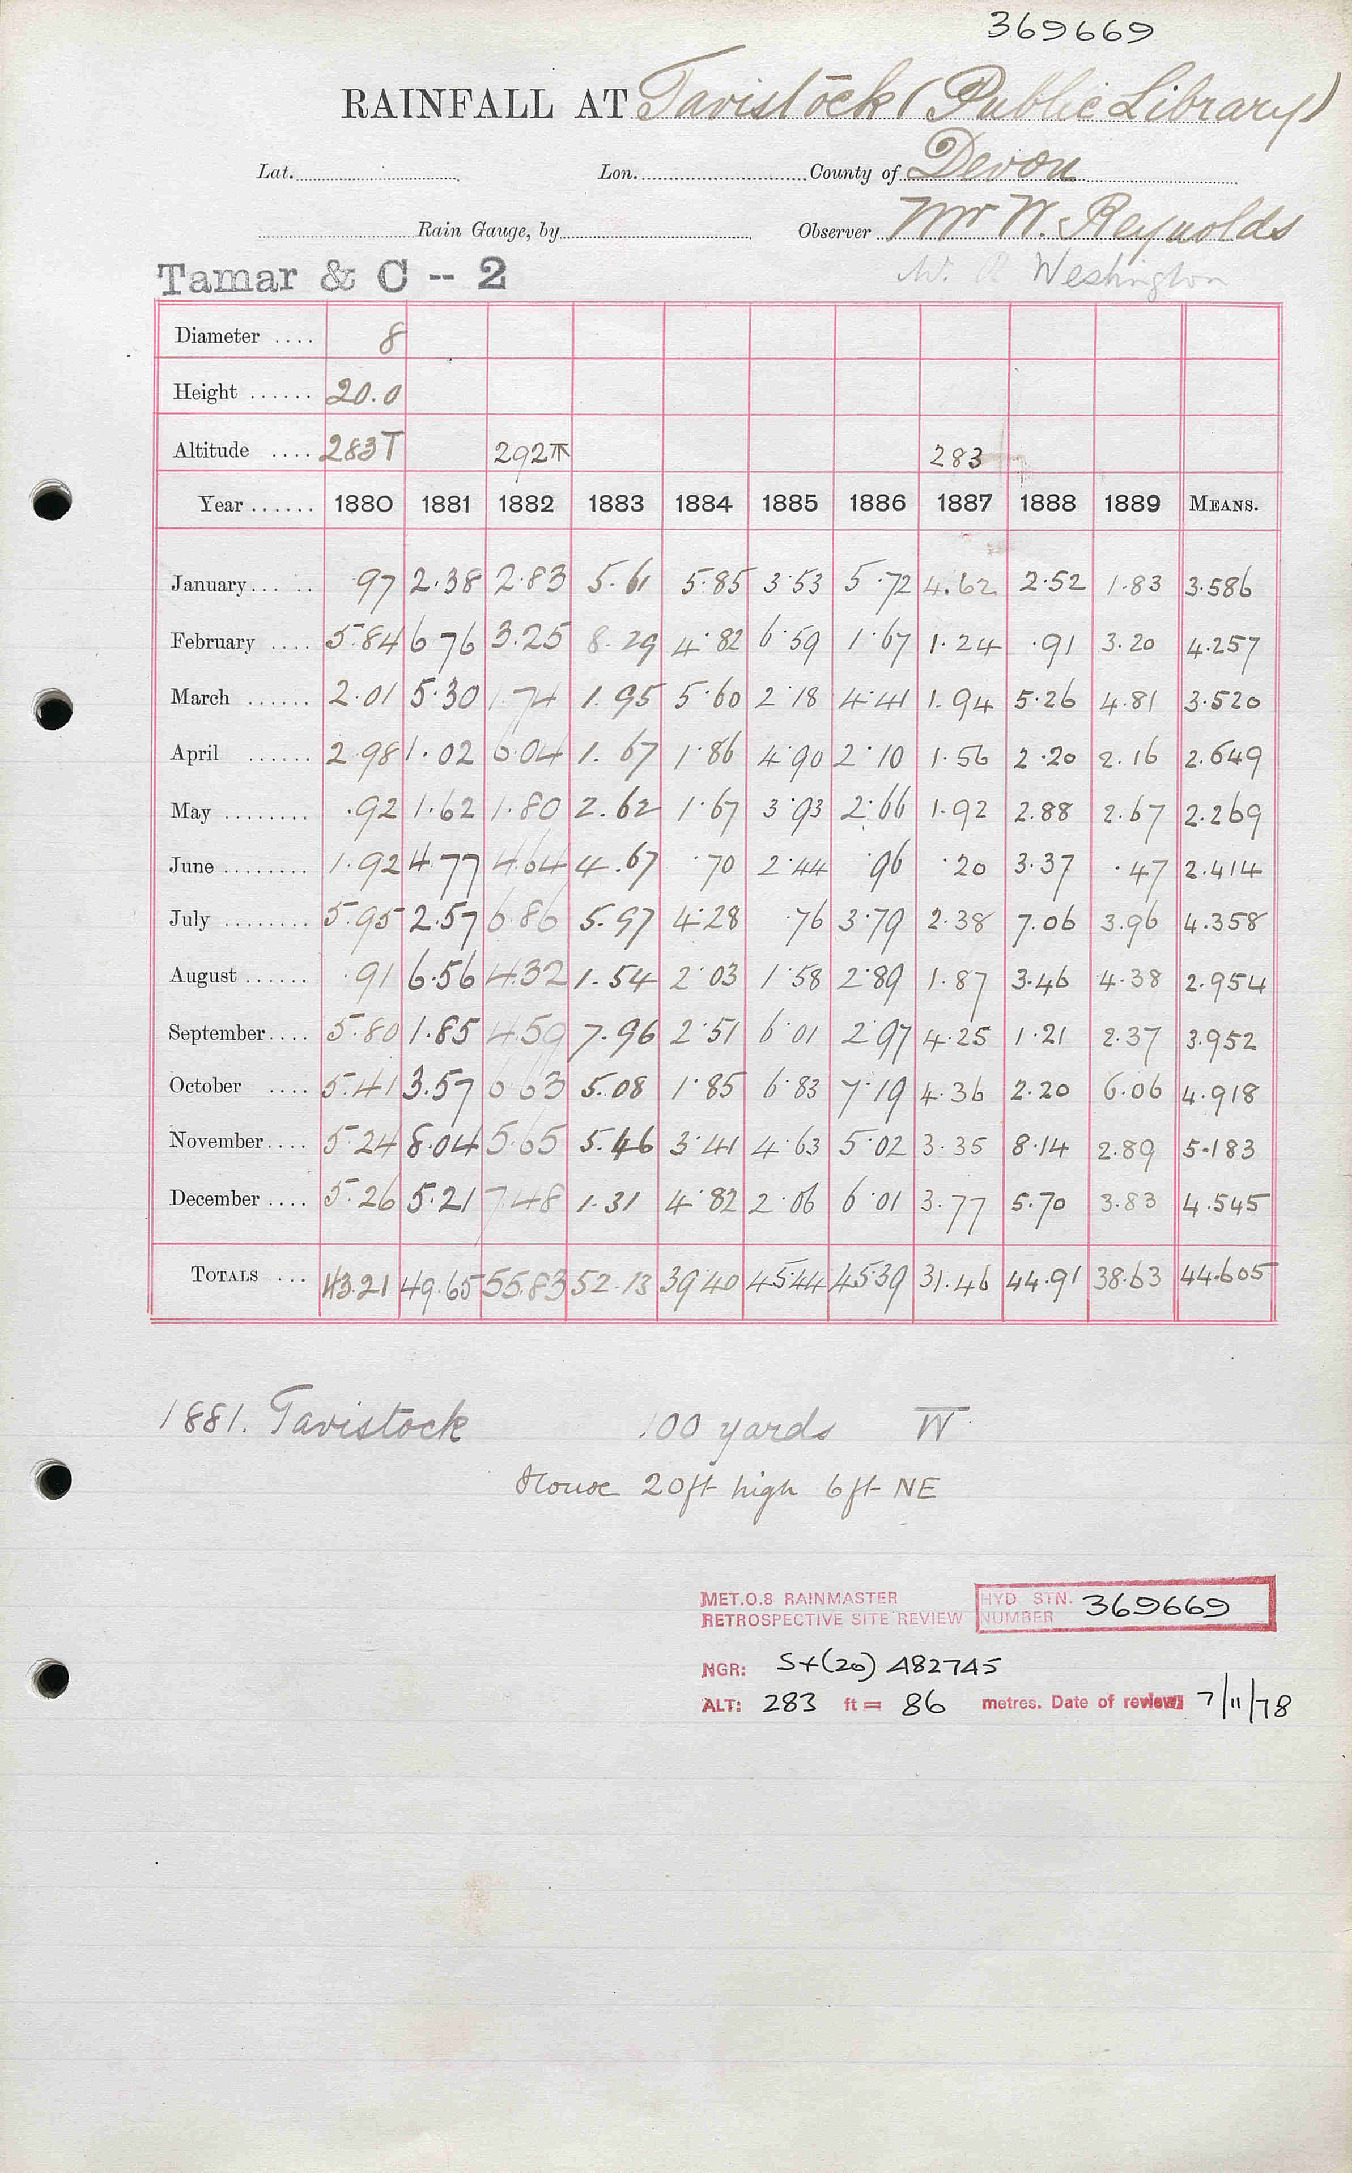 369669
RAINFALL AT Tavistock (Public Library)
Lat. Lon. County of Devon
Rain Gauge, by Observer Mr W. Reynolds
Tamar & C -- 2 W. R Westington
Diameter .... 8
Height ...... 20.0
Altitude .... 283T 292T 283
Year ...... 1880 1881 1882 1883 1884 1885 1886 1887 1888 1889 MEANS.
January ... .97 2.38 2.83 5.61 5.85 3.53 5.72 4.62 2.52 1.83 3.586
February .... 5.84 6.76 3.25 8.29 4.82 6.59 1.67 1.24 .91 3.20 4.257
March ...... 2.01 5.30 1.74 1.95 5.60 2.18 4.41 1.94 5.26 4.81 3.520
April ...... 2.98 1.02 6.04 1.67 1.86 4.90 2.10 1.56 2.20 2.16 2.649
May ........ .92 1.62 1.80 2.62 1.67 3.93 2.66 1.92 2.88 2.67 2.269
June ........ 1.92 4.77 4.64 4.67 .70 2.44 .96 .20 3.37 .47 2.414
July ........ 5.95 2.57 6.86 5.97 4.28 .76 3.79 2.38 7.06 3.96 4.358
August ...... .91 6.56 4.32 1.54 2.03 1.58 2.89 1.87 3.46 4.38 2.954
September .... 5.80 1.85 4.59 7.96 2.51 6.01 2.97 4.25 1.21 2.37 3.952
October .... 5.41 3.57 6.63 5.08 1.85 6.83 7.19 4.36 2.20 6.06 4.918
November .... 5.24 8.04 5.65 5.46 3.41 4.63 5.02 3.35 8.14 2.89 5.183
December .... 5.26 5.21 7.48 1.31 4.82 2.06 6.01 3.77 5.70 3.83 4.545
TOTALS ... 43.21 49.65 55.83 52.13 39.40 45.44 45.39 31.46 44.91 38.63 44.605
1881. Tavistock 100 yards W
House 20ft high 6ft NE
MET.O.8 RAINMASTER
RETROSPECTIVE SITE REVIEW
HYD STN. NUMBER 369669
NGR: SX(20) 482745
ALT: 283 ft = 86 metres. Date of review: 7/11/78